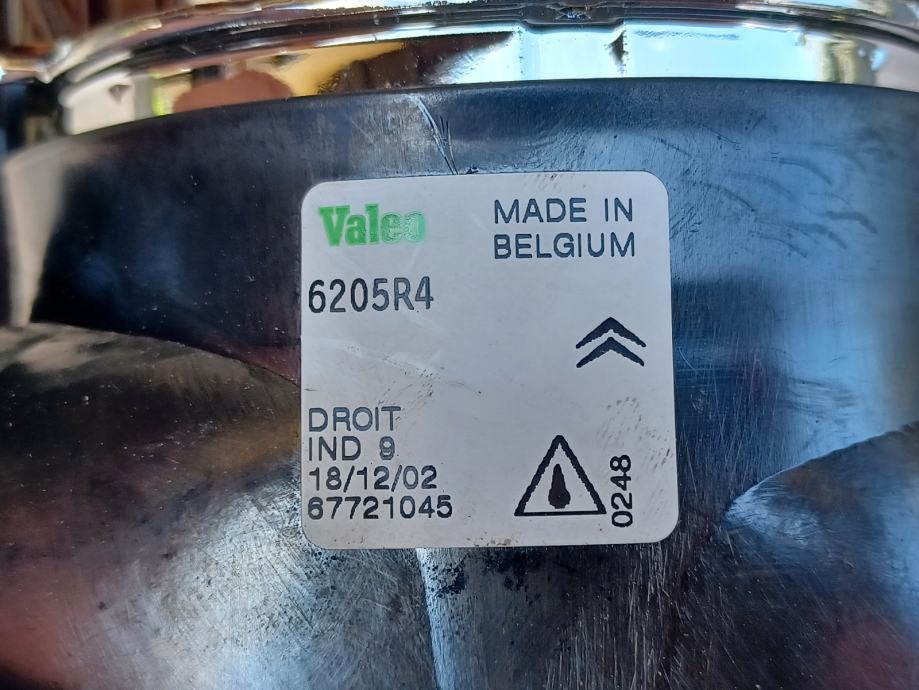 Valeo
MADE IN
BELGIUM
6205R4
DROIT
IND 9
18/12/02
67721045
0248